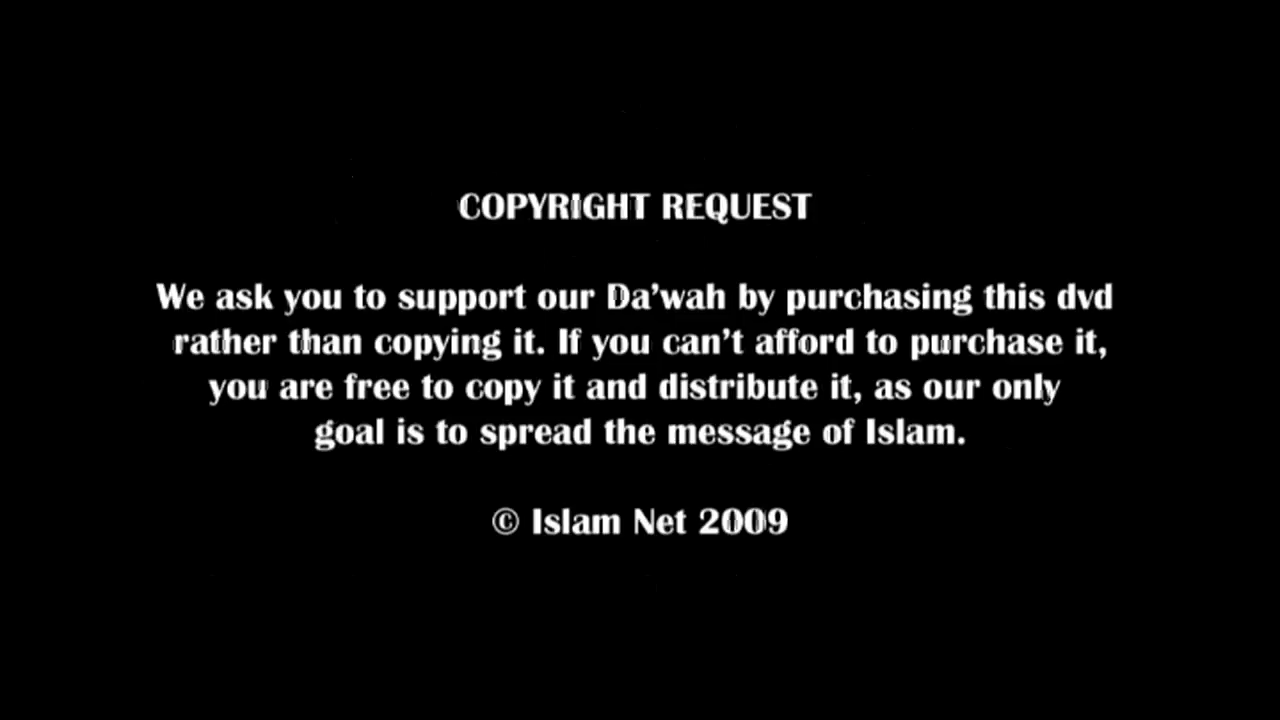 COPYRIGHT REQUEST
We ask you to support our Da’wah by purchasing this dvd
rather than copying it. If you can’t afford to purchase it,
you are free to copy it and distribute it, as our only
goal is to spread the message of Islam.
© Islam Net 2009